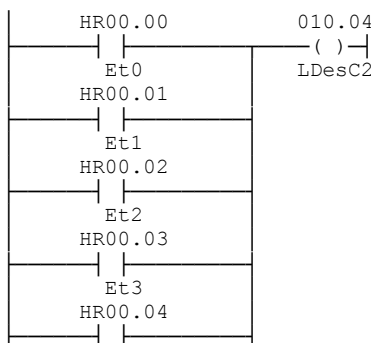 HR00.00 010.04
( )
Et0 LDesC2
HR00.01
Et1
HR00.02
Et2
HR00.03
Et3
HR00.04